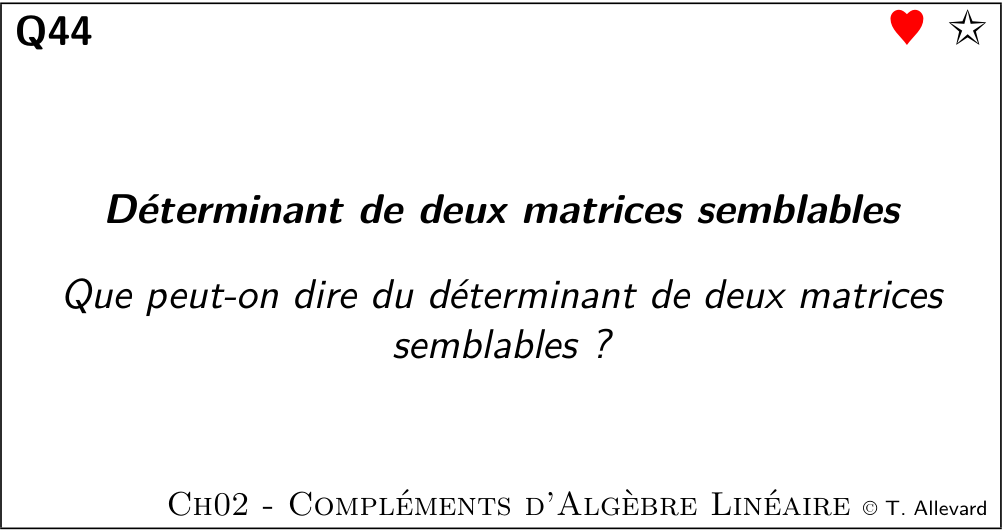 Q44
Déterminant de deux matrices semblables
Que peut-on dire du déterminant de deux matrices
semblables ?
Ch02 - Compléments d'Algèbre Linéaire © T. Allevard